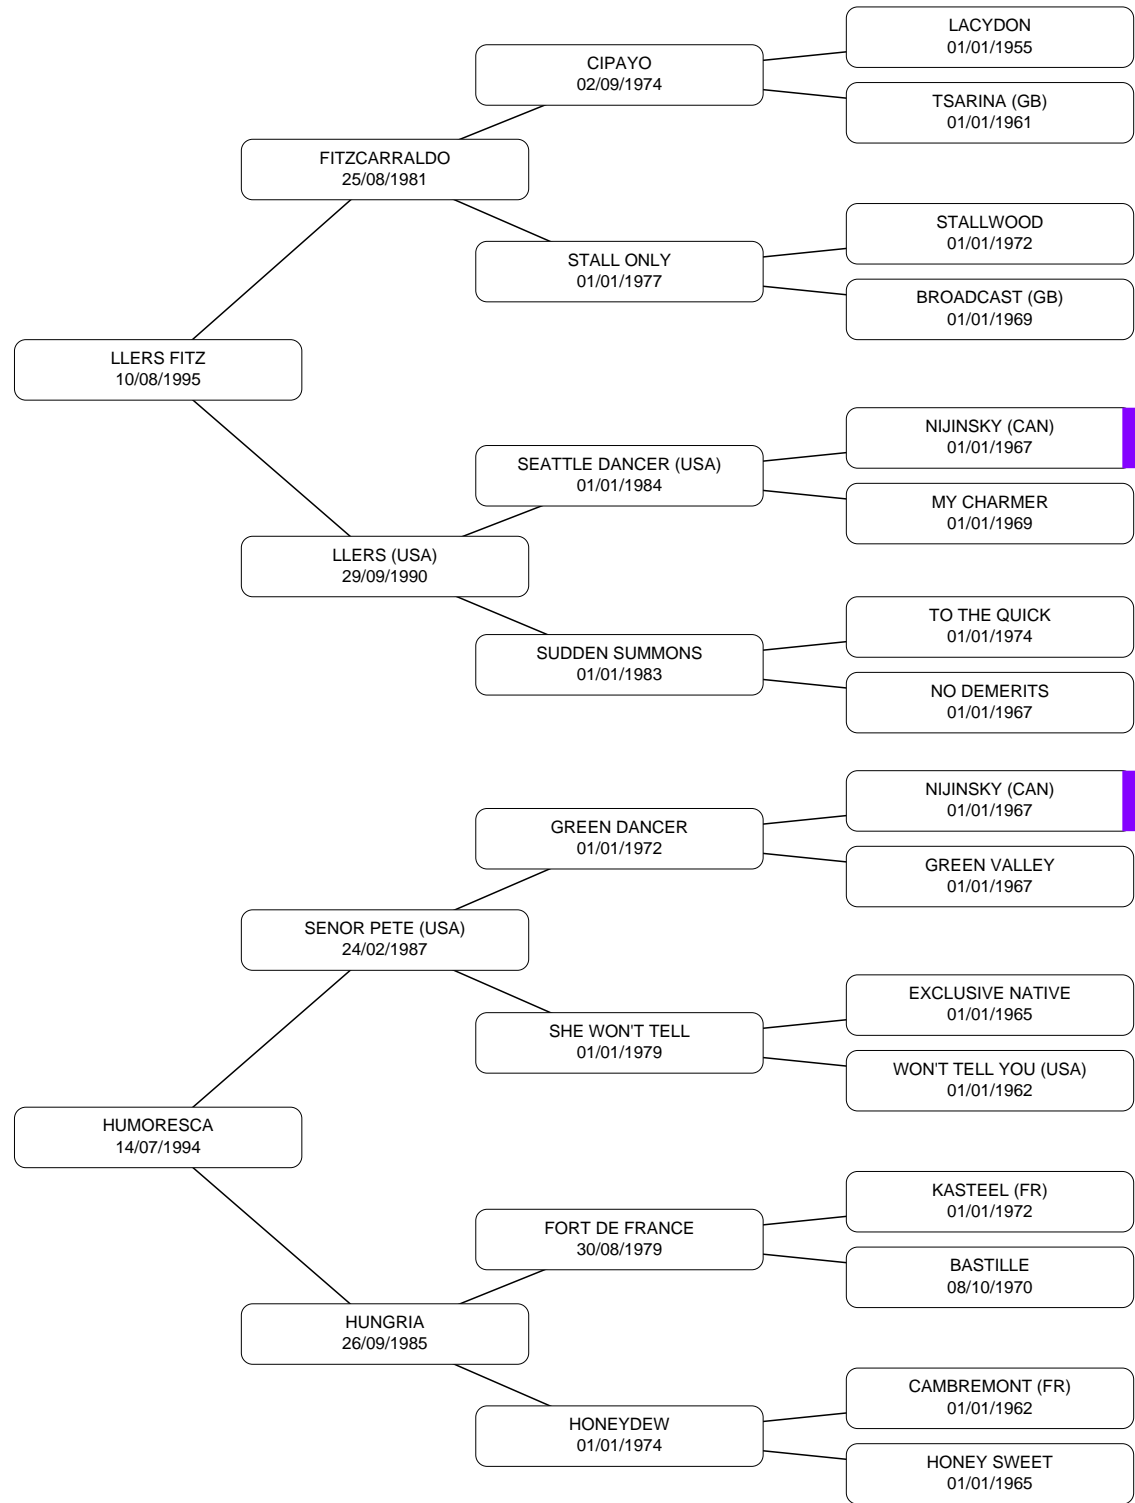 LACYDON
01/01/1955
CIPAYO
02/09/1974
TSARINA (GB)
01/01/1961
FITZCARRALDO
25/08/1981
STALLWOOD
01/01/1972
STALL ONLY
01/01/1977
BROADCAST (GB)
01/01/1969
LLERS FITZ
10/08/1995
NIJINSKY (CAN)
01/01/1967
SEATTLE DANCER (USA)
01/01/1984
MY CHARMER
01/01/1969
LLERS (USA)
29/09/1990
TO THE QUICK
01/01/1974
SUDDEN SUMMONS
01/01/1983
NO DEMERITS
01/01/1967
NIJINSKY (CAN)
01/01/1967
GREEN DANCER
01/01/1972
GREEN VALLEY
01/01/1967
SENOR PETE (USA)
24/02/1987
EXCLUSIVE NATIVE
01/01/1965
SHE WON'T TELL
01/01/1979
WON'T TELL YOU (USA)
01/01/1962
HUMORESCA
14/07/1994
KASTEEL (FR)
01/01/1972
FORT DE FRANCE
30/08/1979
BASTILLE
08/10/1970
HUNGRIA
26/09/1985
CAMBREMONT (FR)
01/01/1962
HONEYDEW
01/01/1974
HONEY SWEET
01/01/1965